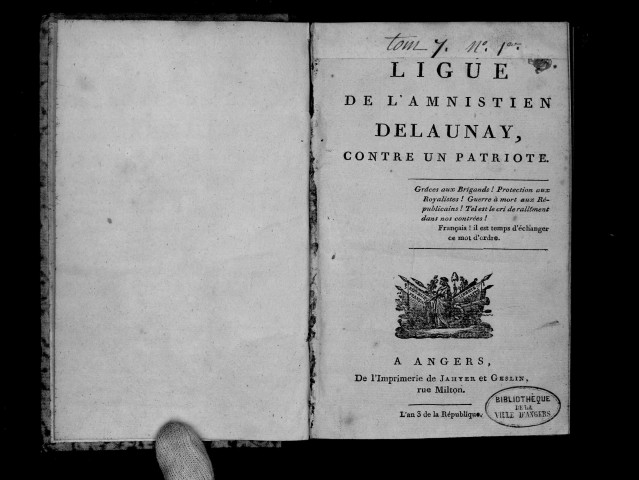 tom 7. Nº. 1er.
LIGUE
DE L'AMNISTIEN
DELAUNAY,
CONTRE UN PATRIOTE.
Grâces aux Brigands ! Protection aux
Royalistes ! Guerre à mort aux Ré-
publicains ! Tel est le cri de ralîment
dans nos contrées !
Français ! il est temps d'échanger
ce mot d'ordre.
A ANGERS,
De l'Imprimerie de JAHYER et GESLIN,
rue Milton.
L'an 3 de la République.
BIBLIOTHÈQUE
DE LA
VILLE D'ANGERS